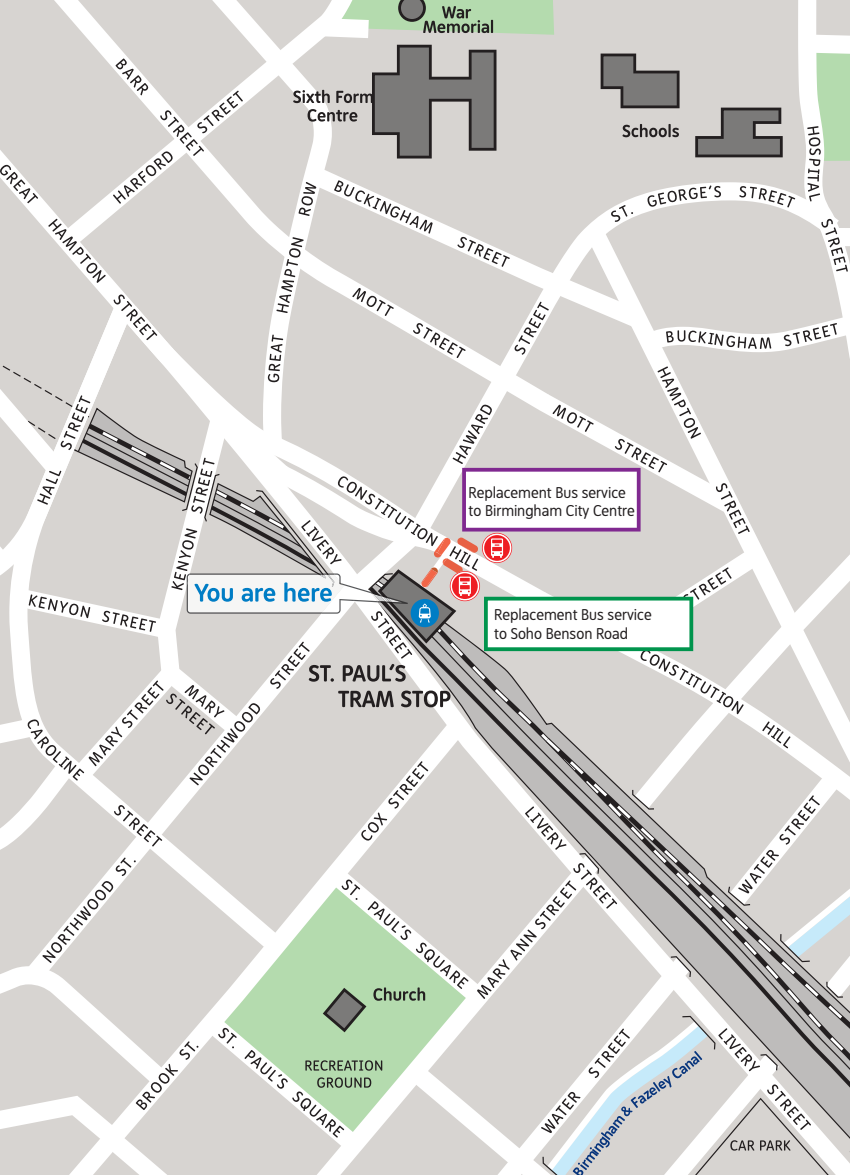 War
Memorial
Sixth Form
Centre
Schools
BARR STREET
HARFORD STREET
GREAT HAMPTON STREET
GREAT HAMPTON ROW
BUCKINGHAM STREET
ST. GEORGE'S STREET
HOSPITAL STREET
BUCKINGHAM STREET
MOTT STREET
HAWARD STREET
HAMPTON STREET
MOTT STREET
HALL STREET
KENYON STREET
LIVERY STREET
CONSTITUTION HILL
Replacement Bus service
to Birmingham City Centre
Replacement Bus service
to Soho Benson Road
You are here
ST. PAUL'S
TRAM STOP
STREET
KENYON STREET
CONSTITUTION HILL
MARY STREET
MARY
STREET
NORTHWOOD STREET
CAROLINE STREET
COX STREET
LIVERY STREET
WATER STREET
NORTHWOOD ST.
ST. PAUL'S SQUARE
MARY ANN STREET
Church
RECREATION
GROUND
ST. PAUL'S SQUARE
BROOK ST.
WATER STREET
Birmingham & Fazeley Canal
LIVERY STREET
CAR PARK